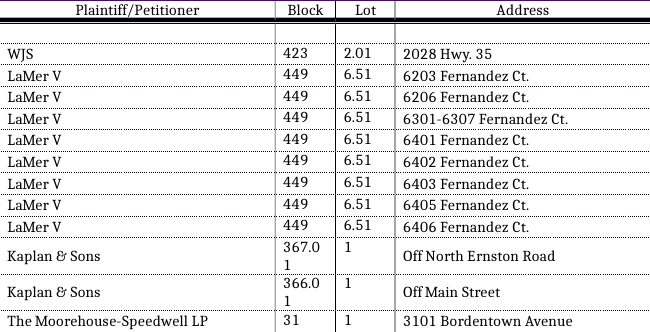 Plaintiff/Petitioner Block Lot Address
WJS 423 2.01 2028 Hwy. 35
LaMer V 449 6.51 6203 Fernandez Ct.
LaMer V 449 6.51 6206 Fernandez Ct.
LaMer V 449 6.51 6301-6307 Fernandez Ct.
LaMer V 449 6.51 6401 Fernandez Ct.
LaMer V 449 6.51 6402 Fernandez Ct.
LaMer V 449 6.51 6403 Fernandez Ct.
LaMer V 449 6.51 6405 Fernandez Ct.
LaMer V 449 6.51 6406 Fernandez Ct.
Kaplan & Sons 367.01 1 Off North Ernston Road
Kaplan & Sons 366.01 1 Off Main Street
The Moorehouse-Speedwell LP 31 1 3101 Bordentown Avenue